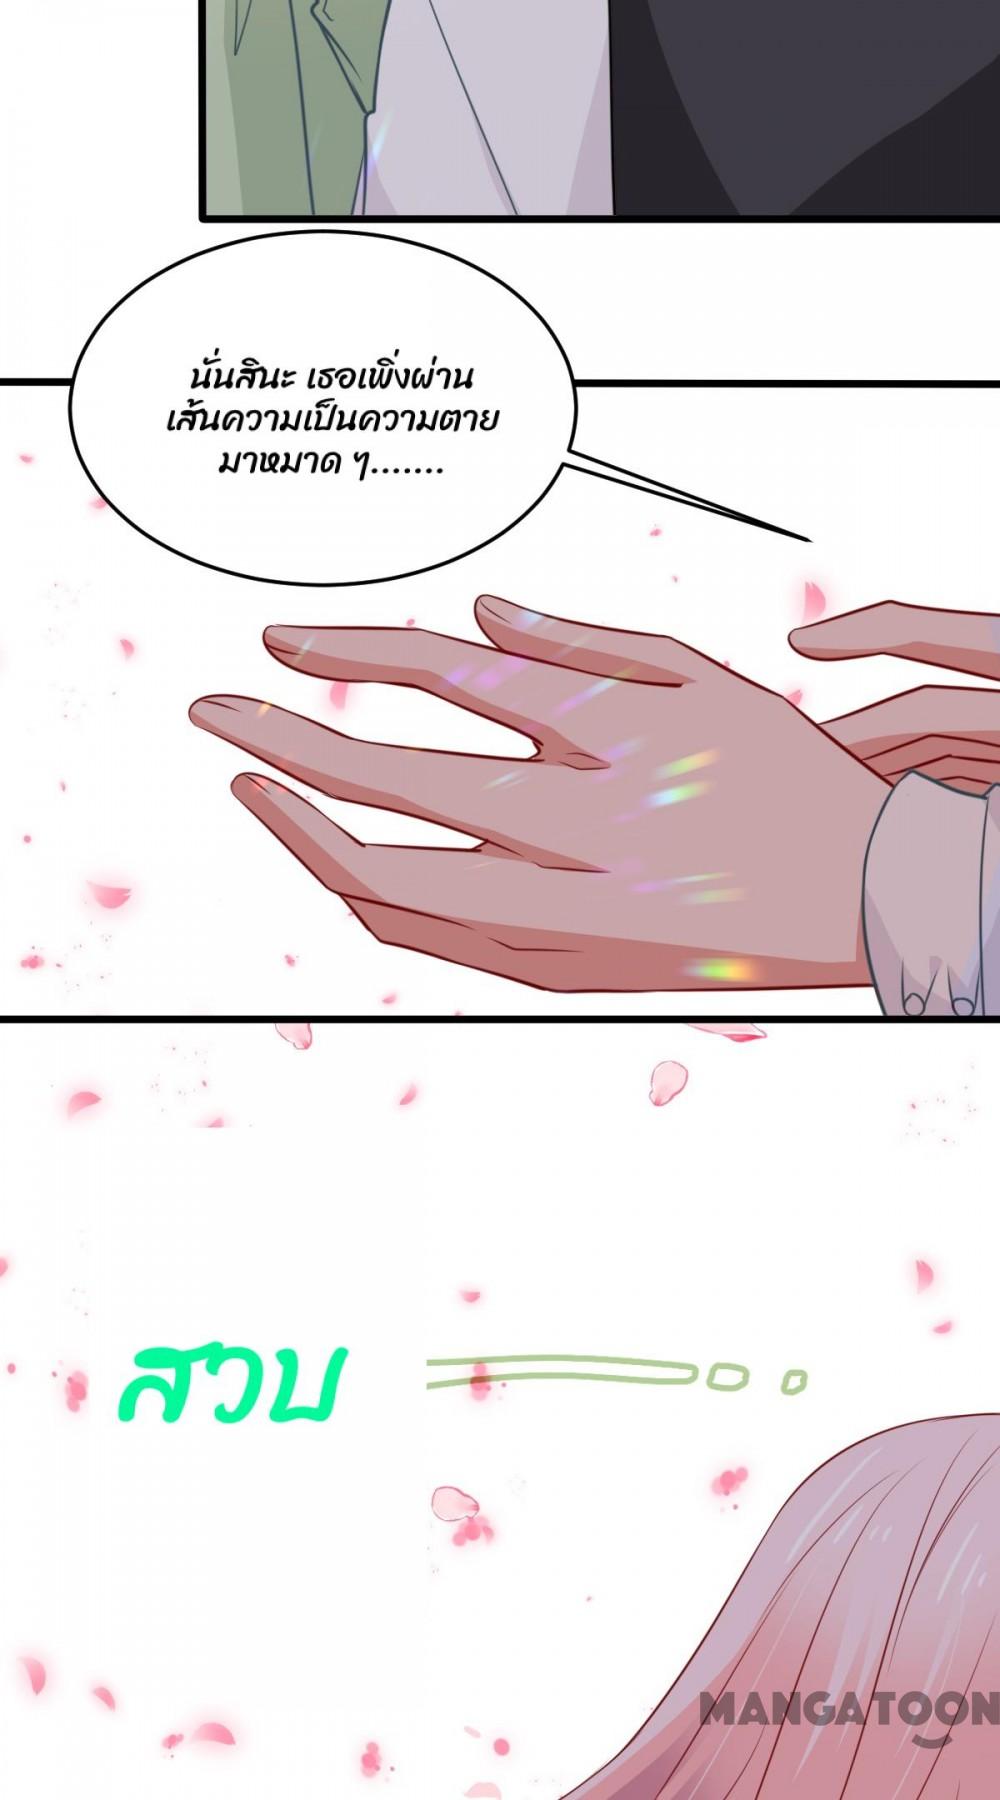 นั่นสินะ เธอเพิ่งผ่าน
เส้นความเป็นความตาย
มาหมาด ๆ.......
สวบ
MANGATOON